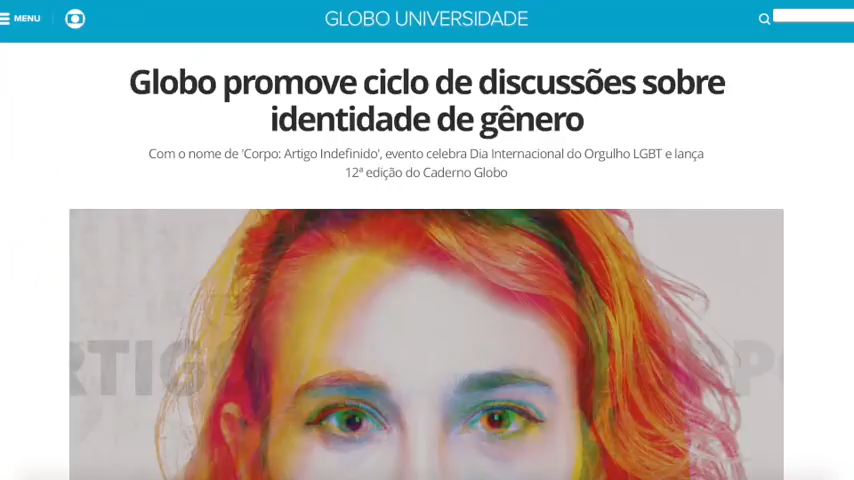 MENU
GLOBO UNIVERSIDADE
Globo promove ciclo de discussões sobre
identidade de gênero
Com o nome de 'Corpo: Artigo Indefinido', evento celebra Dia Internacional do Orgulho LGBT e lança
12ª edição do Caderno Globo
RTIGO